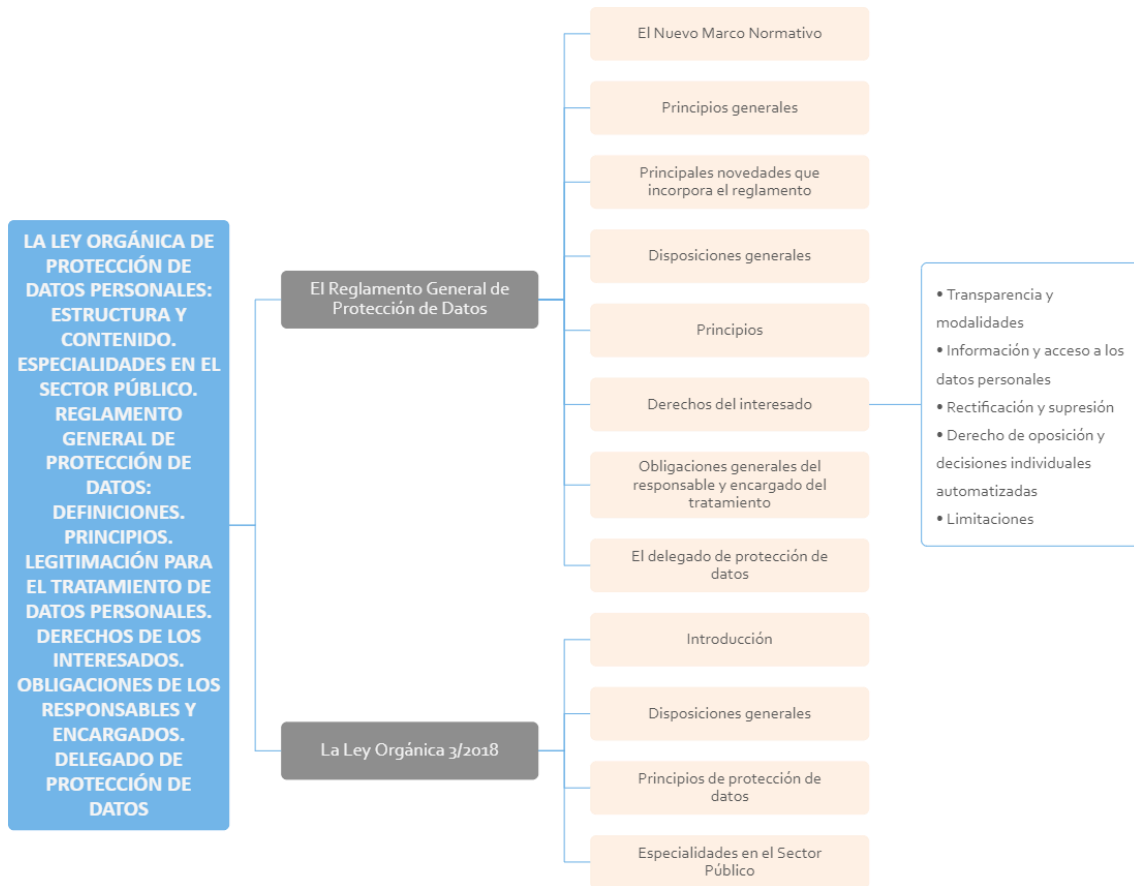 LA LEY ORGÁNICA DE
PROTECCIÓN DE
DATOS PERSONALES:
ESTRUCTURA Y
CONTENIDO.
ESPECIALIDADES EN EL
SECTOR PÚBLICO.
REGLAMENTO
GENERAL DE
PROTECCIÓN DE
DATOS:
DEFINICIONES.
PRINCIPIOS.
LEGITIMACIÓN PARA
EL TRATAMIENTO DE
DATOS PERSONALES.
DERECHOS DE LOS
INTERESADOS.
OBLIGACIONES DE LOS
RESPONSABLES Y
ENCARGADOS.
DELEGADO DE
PROTECCIÓN DE
DATOS
El Reglamento General de
Protección de Datos
El Nuevo Marco Normativo
Principios generales
Principales novedades que
incorpora el reglamento
Disposiciones generales
Principios
Derechos del interesado
• Transparencia y
modalidades
• Información y acceso a los
datos personales
• Rectificación y supresión
• Derecho de oposición y
decisiones individuales
automatizadas
• Limitaciones
Obligaciones generales del
responsable y encargado del
tratamiento
El delegado de protección de
datos
La Ley Orgánica 3/2018
Introducción
Disposiciones generales
Principios de protección de
datos
Especialidades en el Sector
Público